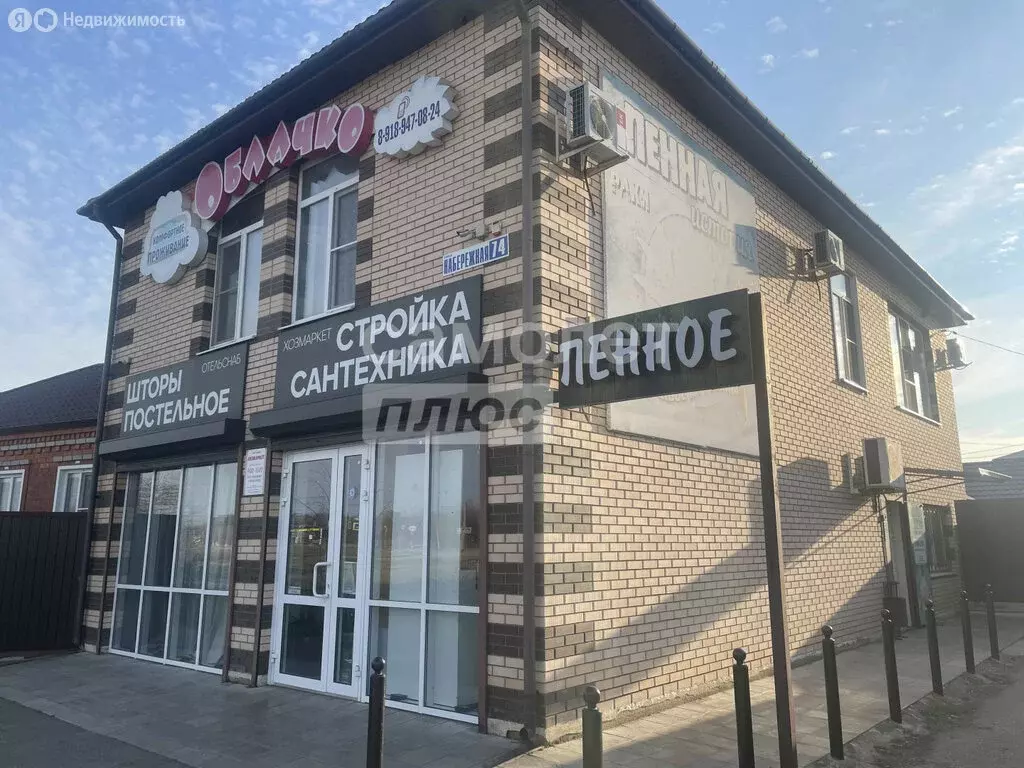 Недвижимость
ОБЛАЧКО
8-918-947-08-24
КОМФОРТНОЕ
ПРОЖИВАНИЕ
НАБЕРЕЖНАЯ 74
ХОЗМАРКЕТ
СТРОЙКА
САНТЕХНИКА
ОТЕЛЬСНАБ
ШТОРЫ
ПОСТЕЛЬНОЕ
ПЕННАЯ
ПЕННОЕ
ПЛЮС